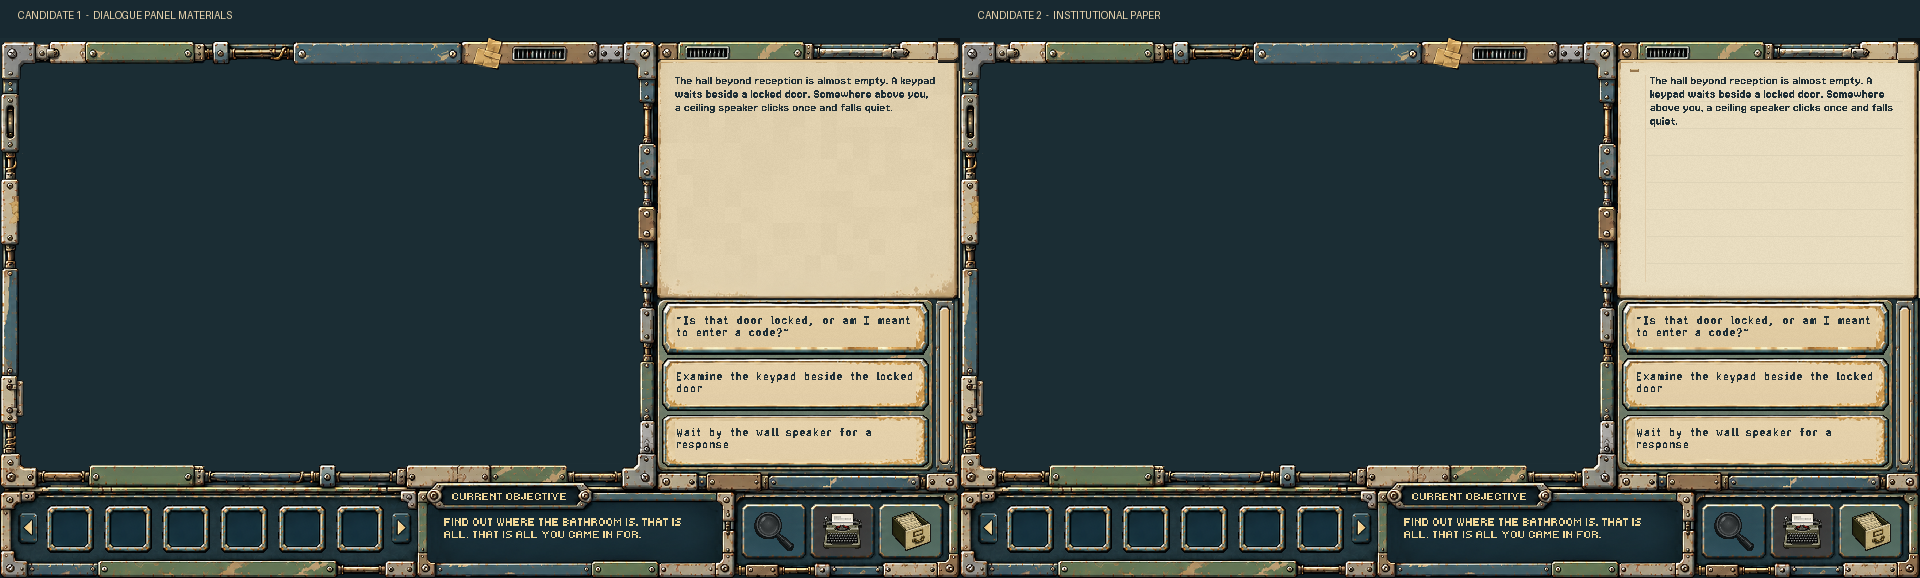 CANDIDATE 1 - DIALOGUE PANEL MATERIALS
The hall beyond reception is almost empty. A keypad
waits beside a locked door. Somewhere above you,
a ceiling speaker clicks once and falls quiet.
"Is that door locked, or am I meant
to enter a code?"
Examine the keypad beside the locked
door
Wait by the wall speaker for a
response
CURRENT OBJECTIVE
FIND OUT WHERE THE BATHROOM IS. THAT IS
ALL. THAT IS ALL YOU CAME IN FOR.
CANDIDATE 2 - INSTITUTIONAL PAPER
The hall beyond reception is almost empty. A
keypad waits beside a locked door. Somewhere
above you, a ceiling speaker clicks once and falls
quiet.
"Is that door locked, or am I meant
to enter a code?"
Examine the keypad beside the locked
door
Wait by the wall speaker for a
response
CURRENT OBJECTIVE
FIND OUT WHERE THE BATHROOM IS. THAT IS
ALL. THAT IS ALL YOU CAME IN FOR.